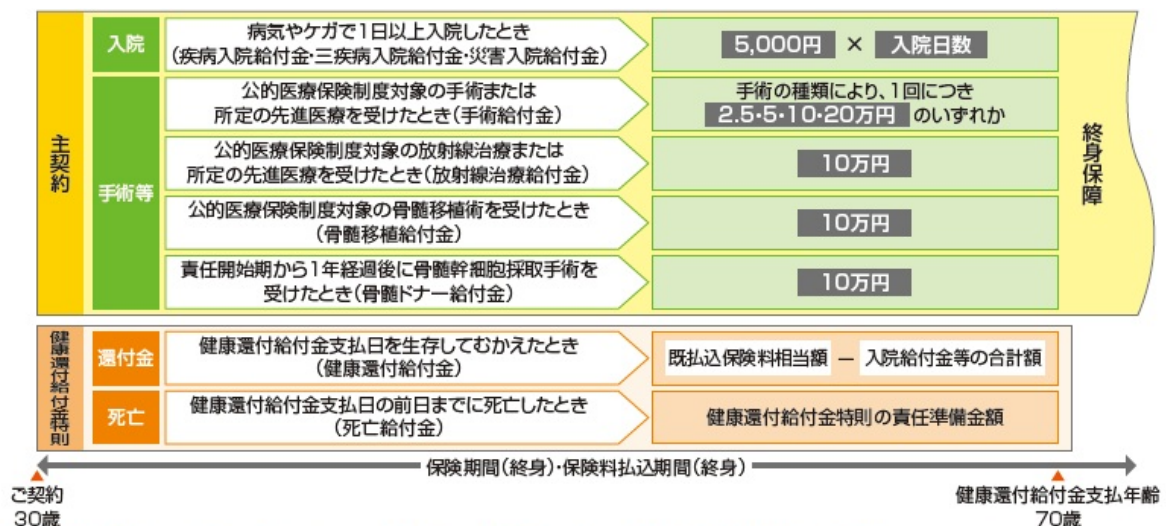 主契約
入院
病気やケガで1日以上入院したとき
(疾病入院給付金・三疾病入院給付金・災害入院給付金)
5,000円 × 入院日数
手術等
公的医療保険制度対象の手術または
所定の先進医療を受けたとき(手術給付金)
手術の種類により、1回につき
2.5・5・10・20万円 のいずれか
公的医療保険制度対象の放射線治療または
所定の先進医療を受けたとき(放射線治療給付金)
10万円
公的医療保険制度対象の骨髄移植術を受けたとき
(骨髄移植給付金)
10万円
責任開始期から1年経過後に骨髄幹細胞採取手術を
受けたとき(骨髄ドナー給付金)
10万円
終身保障
健康還付給付金特則
還付金
健康還付給付金支払日を生存してむかえたとき
(健康還付給付金)
既払込保険料相当額 － 入院給付金等の合計額
死亡
健康還付給付金支払日の前日までに死亡したとき
(死亡給付金)
健康還付給付金特則の責任準備金額
保険期間(終身)・保険料払込期間(終身)
ご契約
30歳
健康還付給付金支払年齢
70歳